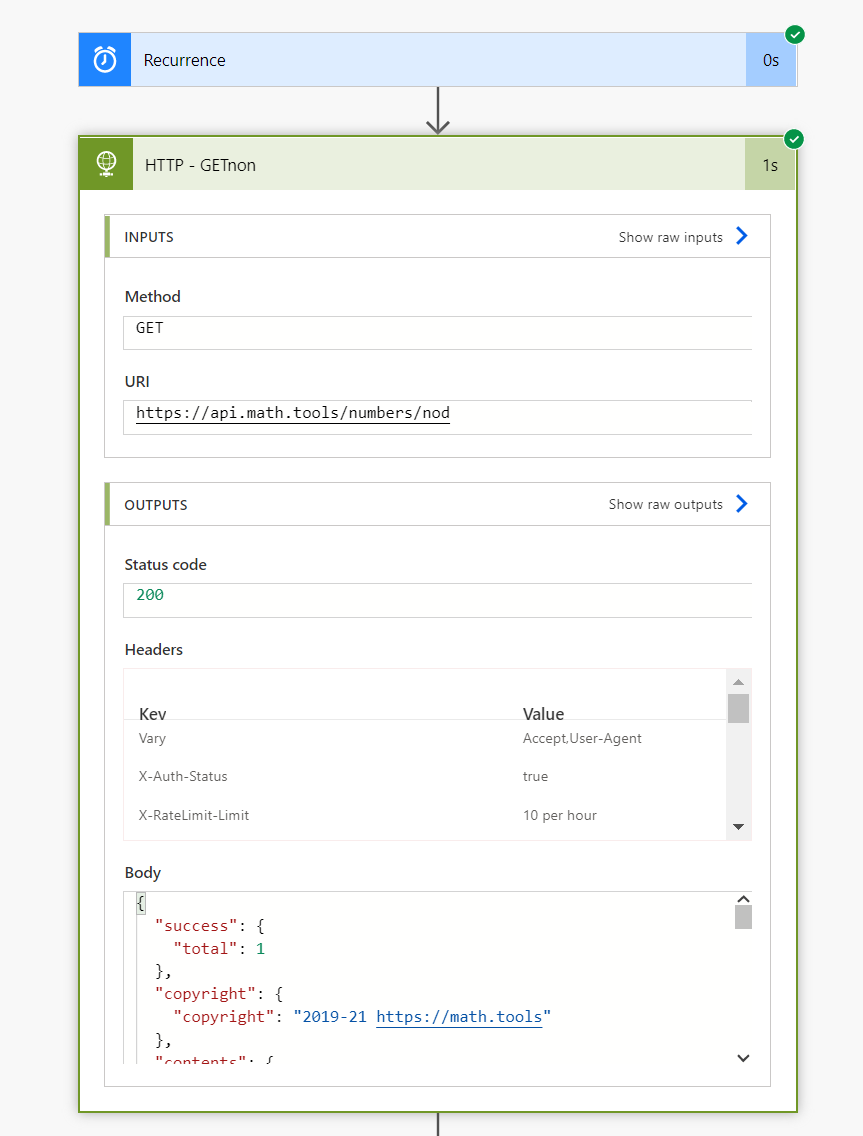 Recurrence
0s
HTTP - GETnon
1s
INPUTS
Show raw inputs
Method
GET
URI
https://api.math.tools/numbers/nod
OUTPUTS
Show raw outputs
Status code
200
Headers
Key Value
Vary Accept,User-Agent
X-Auth-Status true
X-RateLimit-Limit 10 per hour
Body
{
"success": {
"total": 1
},
"copyright": {
"copyright": "2019-21 https://math.tools"
},
"contents": {